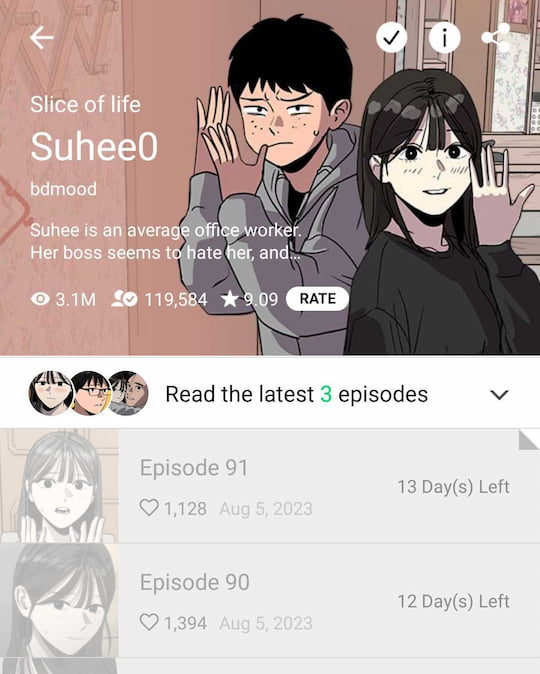 Slice of life
Suhee0
bdmood
Suhee is an average office worker.
Her boss seems to hate her, and...
3.1M 119,584 9.09 RATE
Read the latest 3 episodes
Episode 91
13 Day(s) Left
1,128 Aug 5, 2023
Episode 90
12 Day(s) Left
1,394 Aug 5, 2023